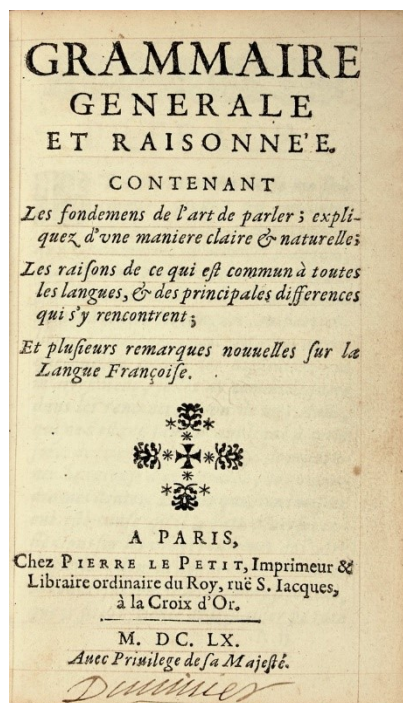 GRAMMAIRE
GENERALE
ET RAISONNE'E.
CONTENANT
Les fondemens de l'art de parler ; expli-
quez d'vne maniere claire & naturelle;
Les raiſons de ce qui eſt commun à toutes
les langues, & des principales differences
qui s'y rencontrent ;
Et pluſieurs remarques nouuelles ſur la
Langue Françoiſe.
A PARIS,
Chez PIERRE LE PETIT, Imprimeur &
Libraire ordinaire du Roy, ruë S. Iacques,
à la Croix d'Or.
M. DC. LX.
Auec Priuilege de ſa Majeſté.